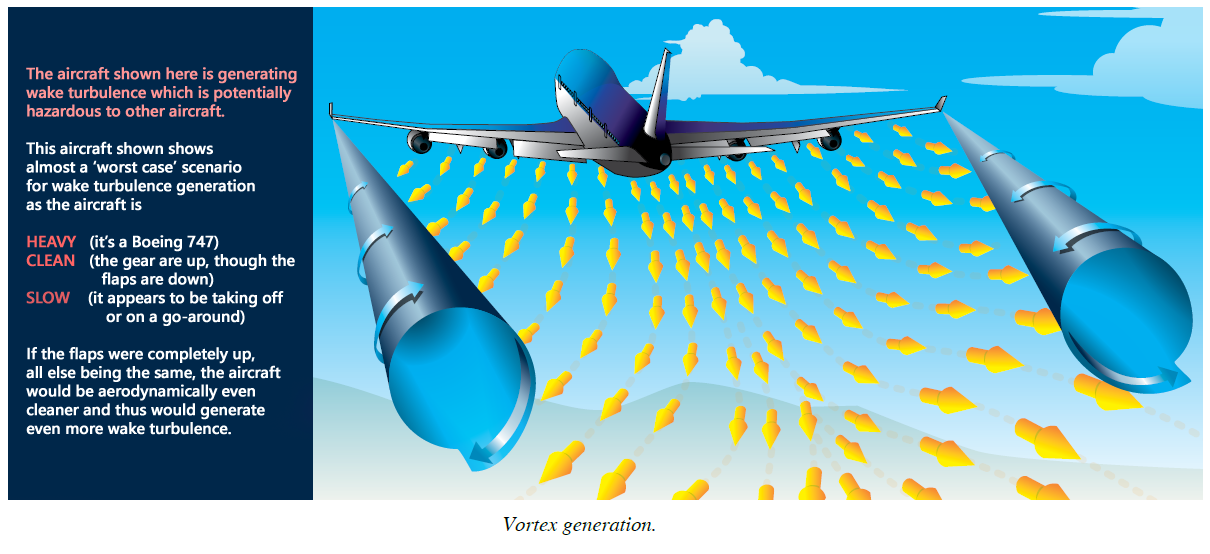 The aircraft shown here is generating
wake turbulence which is potentially
hazardous to other aircraft.
This aircraft shown shows
almost a ‘worst case’ scenario
for wake turbulence generation
as the aircraft is
HEAVY (it’s a Boeing 747)
CLEAN (the gear are up, though the
flaps are down)
SLOW (it appears to be taking off
or on a go-around)
If the flaps were completely up,
all else being the same, the aircraft
would be aerodynamically even
cleaner and thus would generate
even more wake turbulence.
Vortex generation.